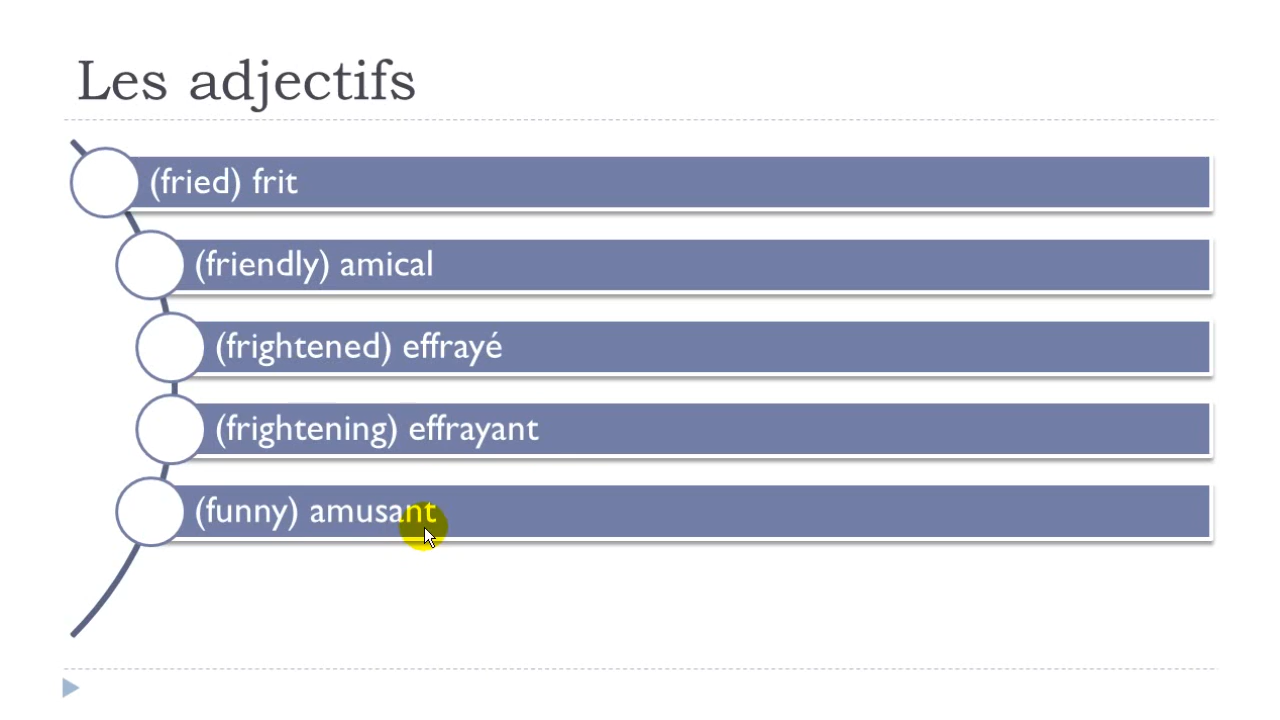 Les adjectifs
(fried) frit
(friendly) amical
(frightened) effrayé
(frightening) effrayant
(funny) amusant